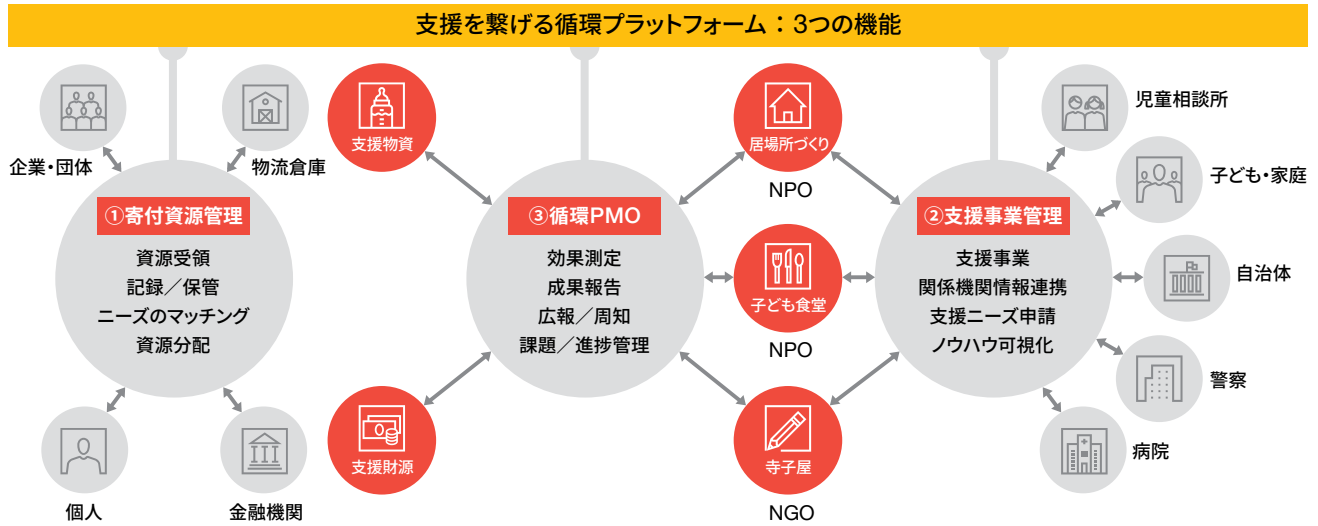 支援を繋げる循環プラットフォーム：3つの機能
企業・団体
物流倉庫
①寄付資源管理
資源受領
記録／保管
ニーズのマッチング
資源分配
個人
金融機関
支援物資
支援財源
③循環PMO
効果測定
成果報告
広報／周知
課題／進捗管理
居場所づくり
NPO
子ども食堂
NPO
寺子屋
NGO
②支援事業管理
支援事業
関係機関情報連携
支援ニーズ申請
ノウハウ可視化
児童相談所
子ども・家庭
自治体
警察
病院